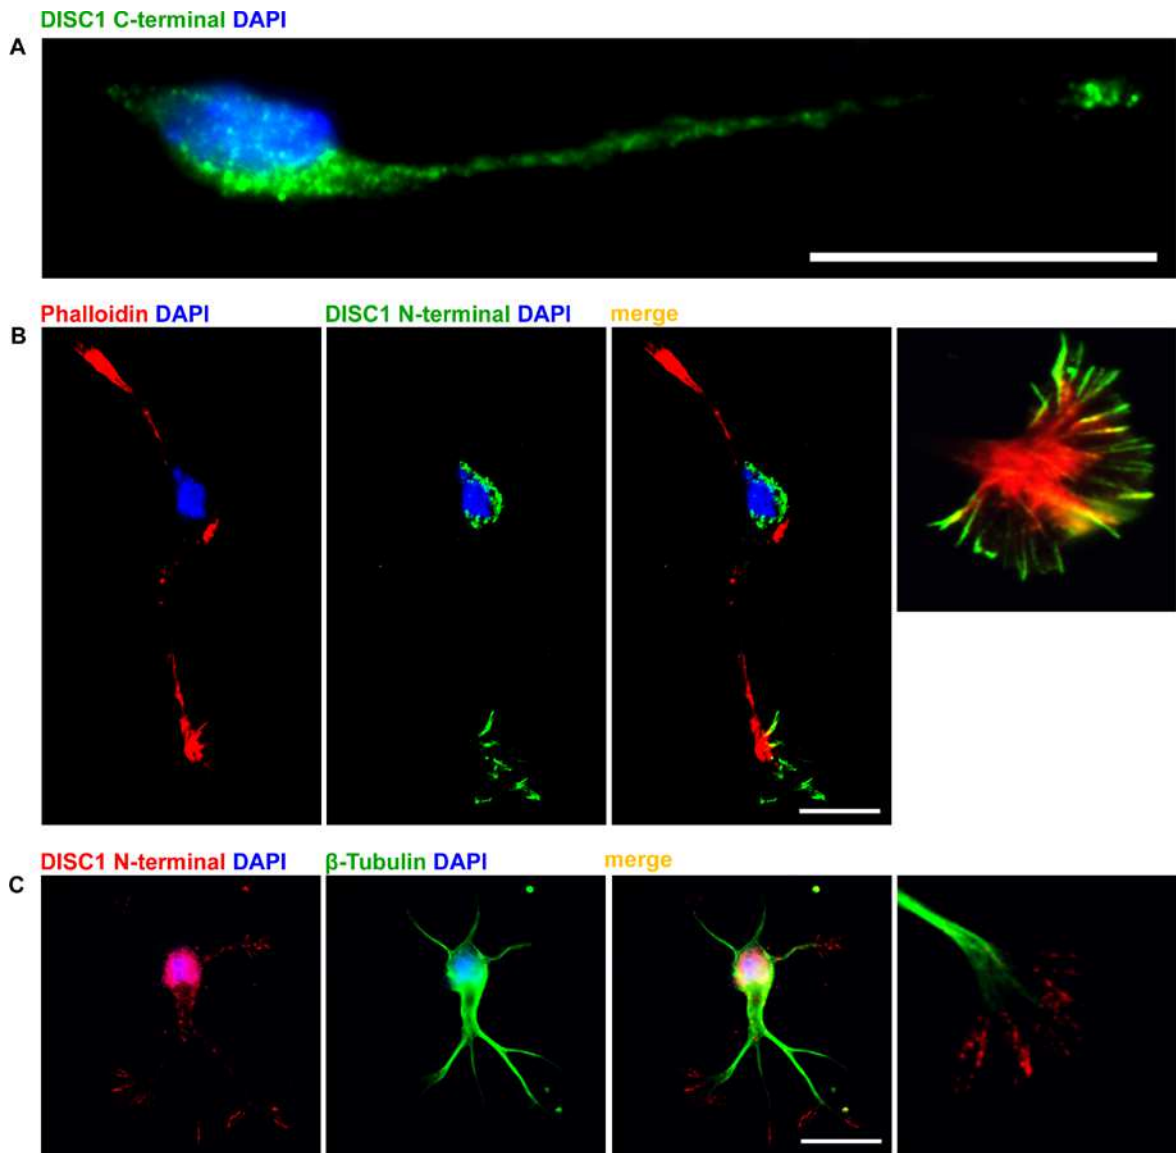 DISC1 C-terminal DAPI
A
Phalloidin DAPI DISC1 N-terminal DAPI merge
B
DISC1 N-terminal DAPI β-Tubulin DAPI merge
C